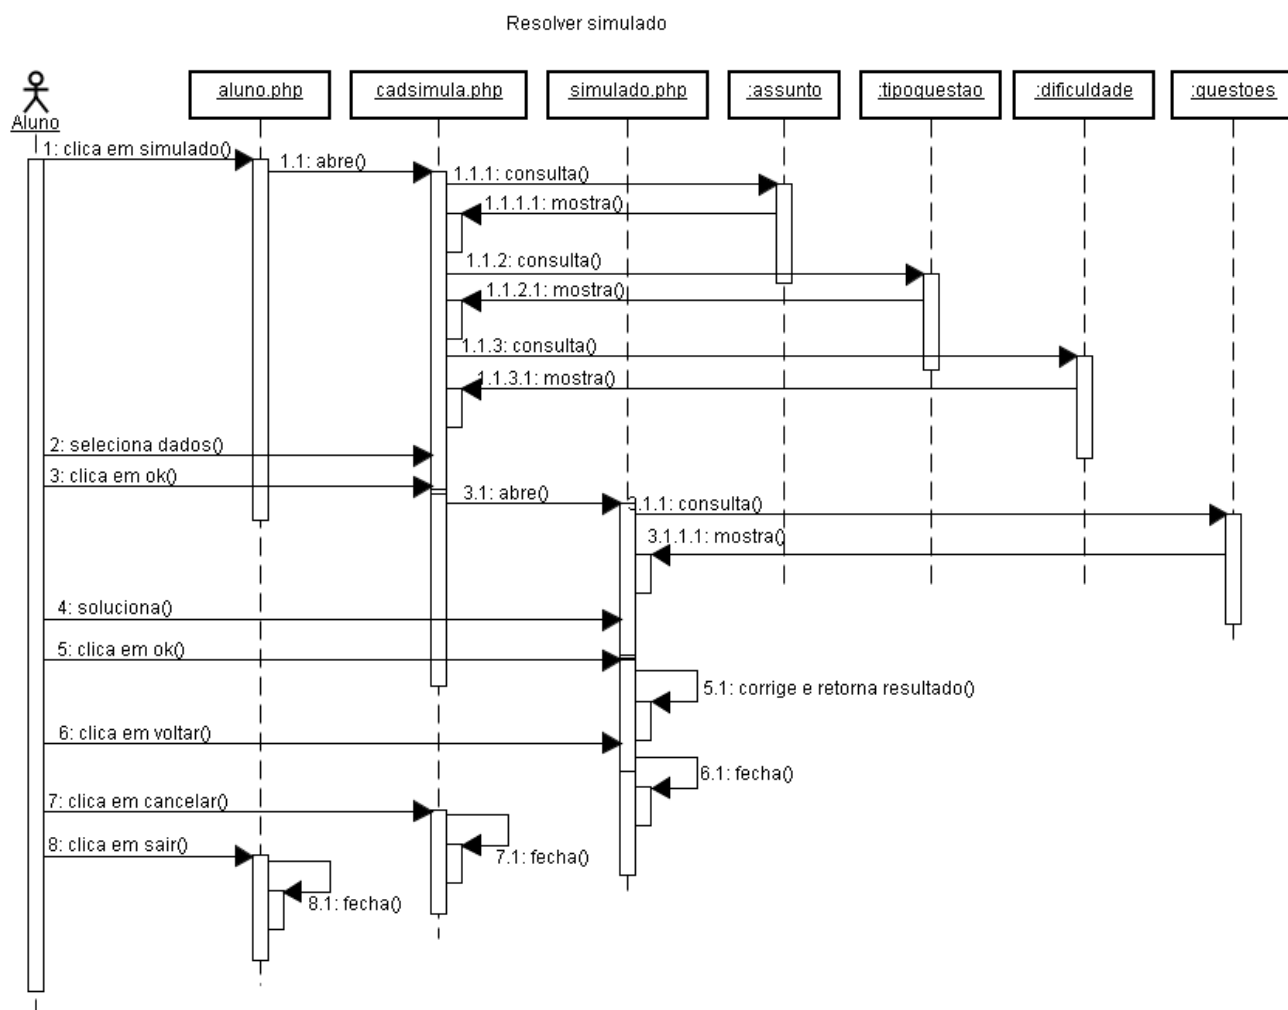 Resolver simulado
Aluno
aluno.php
cadsimula.php
simulado.php
:assunto
:tipoquestao
:dificuldade
:questoes
1: clica em simulado()
1.1: abre()
1.1.1: consulta()
1.1.1.1: mostra()
1.1.2: consulta()
1.1.2.1: mostra()
1.1.3: consulta()
1.1.3.1: mostra()
2: seleciona dados()
3: clica em ok()
3.1: abre()
3.1.1: consulta()
3.1.1.1: mostra()
4: soluciona()
5: clica em ok()
5.1: corrige e retorna resultado()
6: clica em voltar()
6.1: fecha()
7: clica em cancelar()
7.1: fecha()
8: clica em sair()
8.1: fecha()